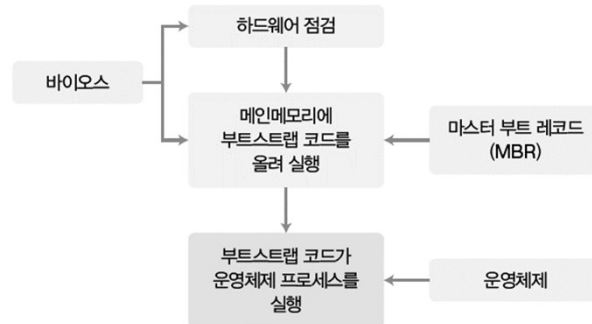 하드웨어 점검
바이오스
메인메모리에
부트스트랩 코드를
올려 실행
마스터 부트 레코드
(MBR)
부트스트랩 코드가
운영체제 프로세스를
실행
운영체제